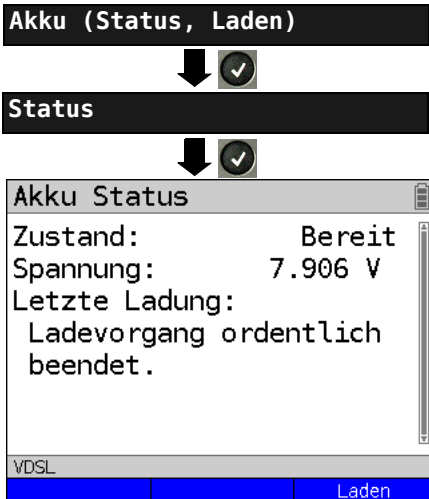 Akku (Status, Laden)
Status
Akku Status
Zustand: Bereit
Spannung: 7.906 V
Letzte Ladung:
Ladevorgang ordentlich
beendet.
VDSL
Laden